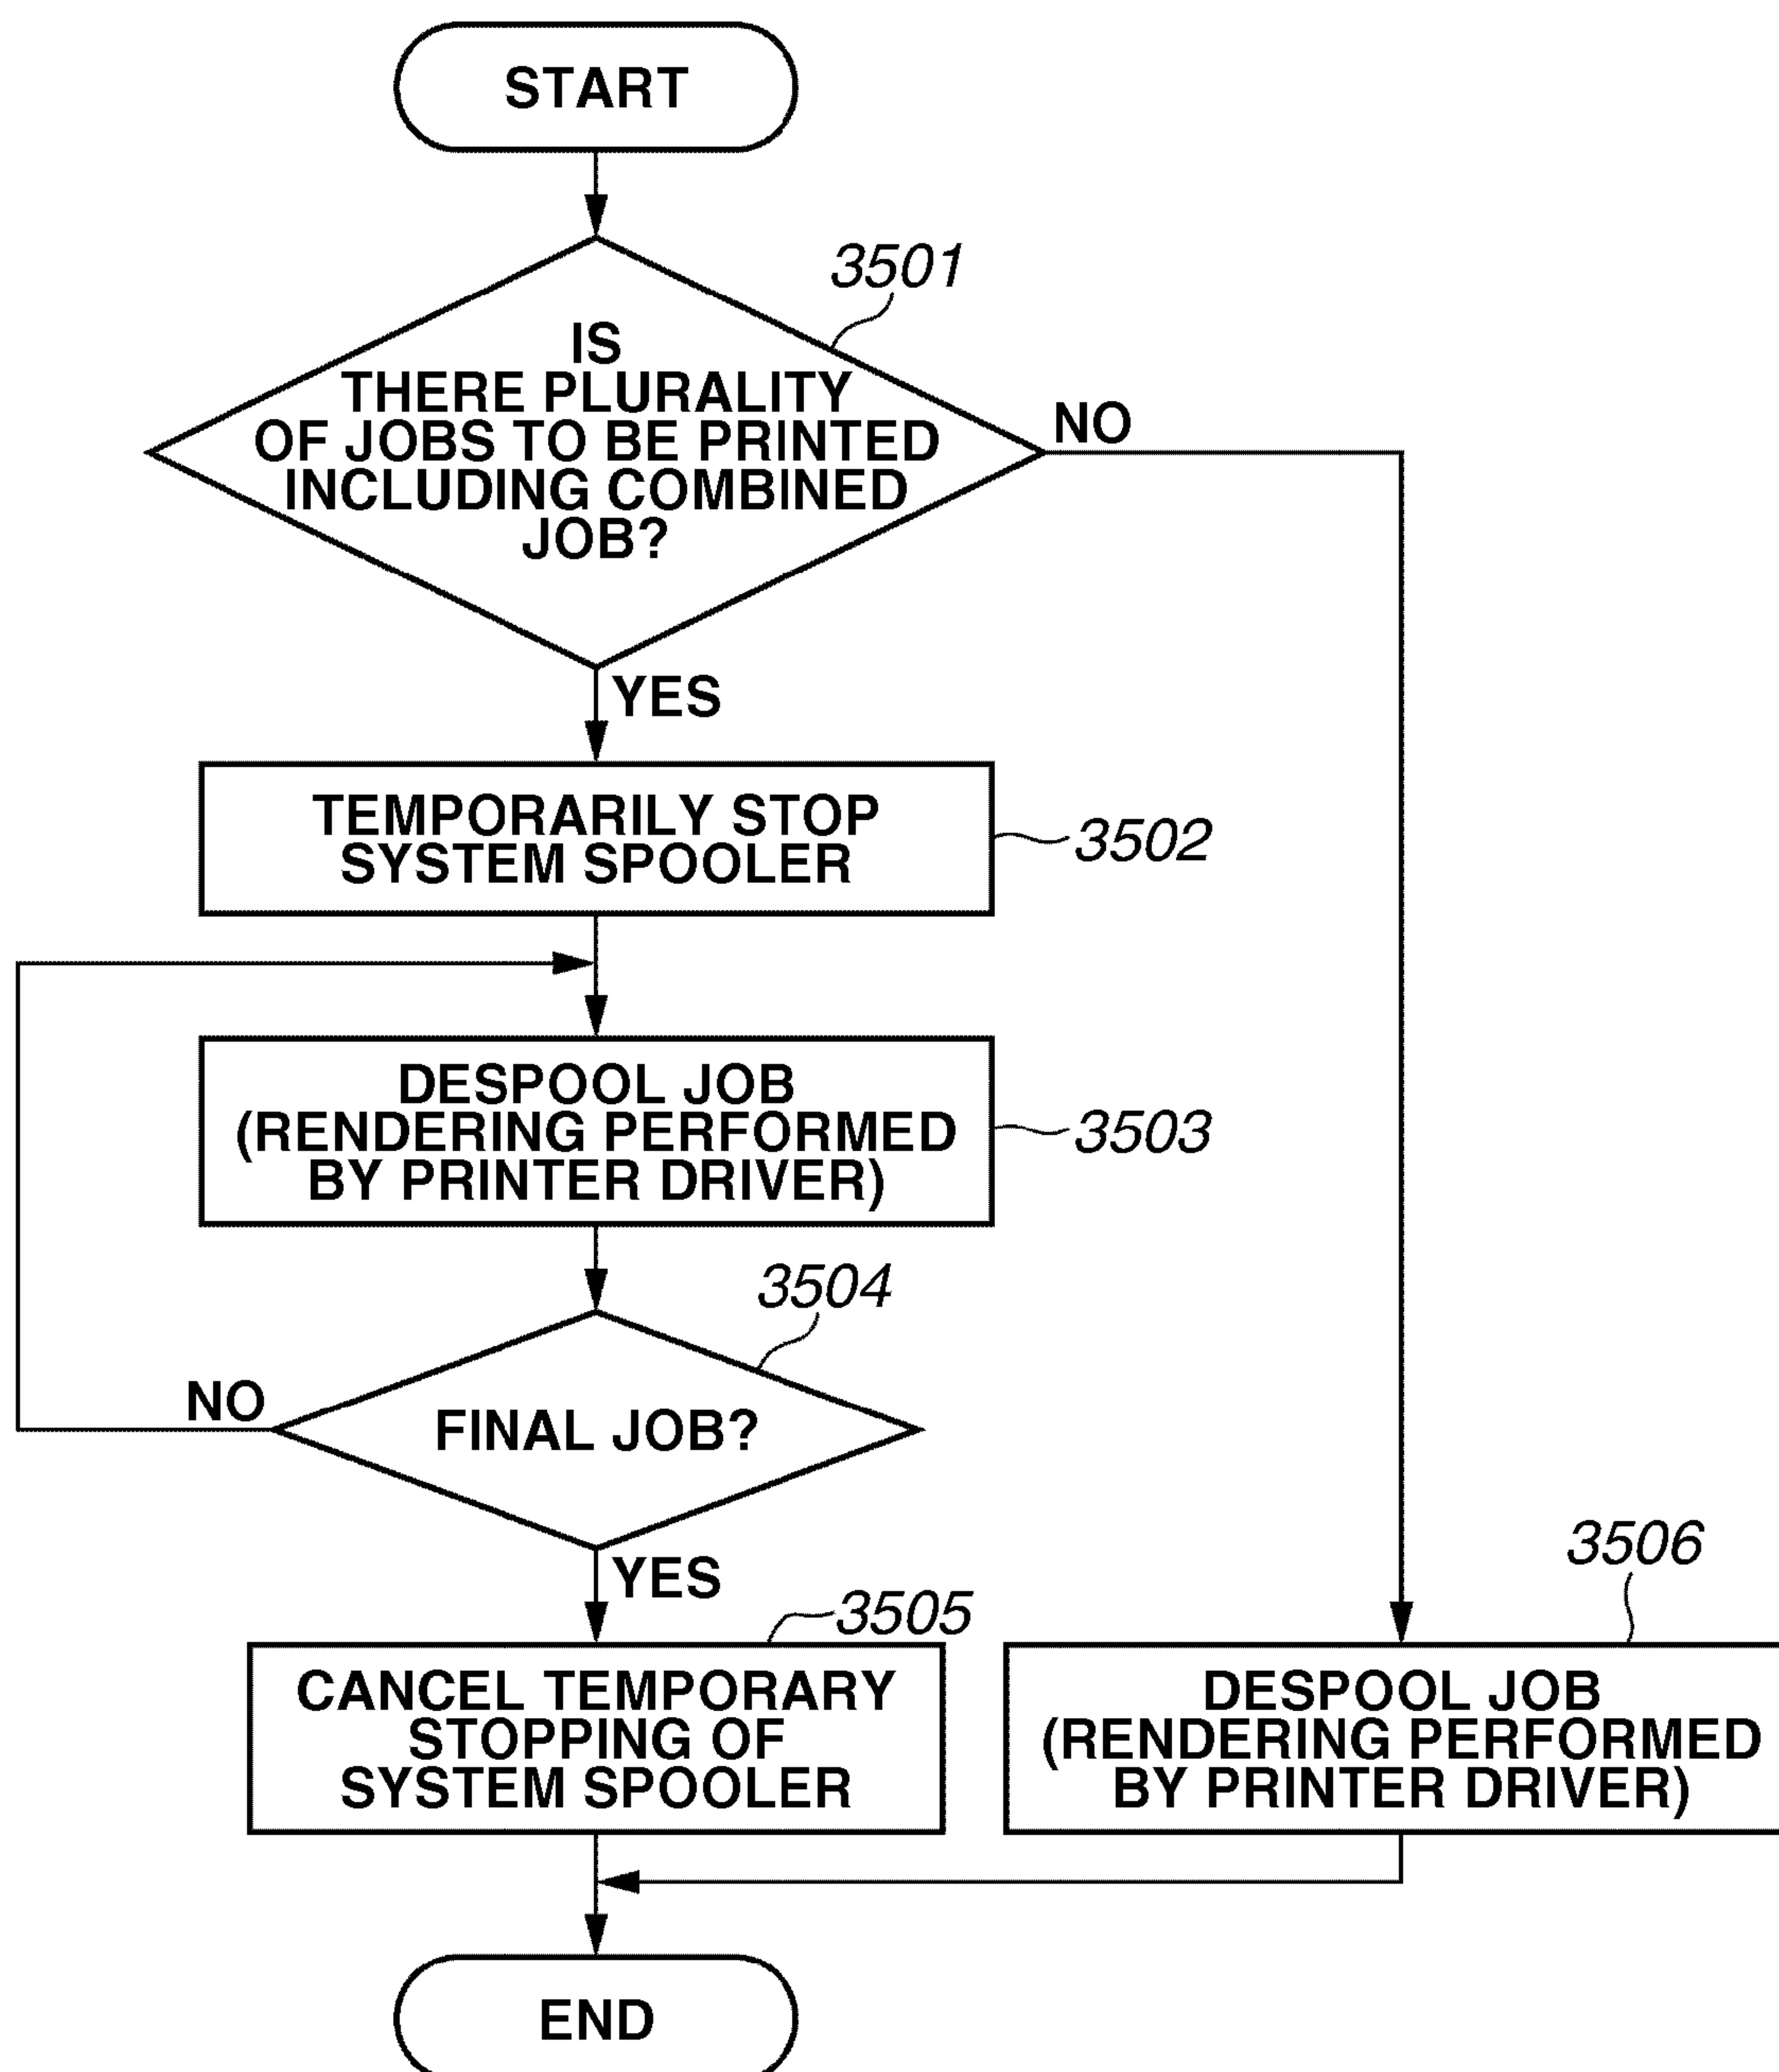 START
3501
IS
THERE PLURALITY
OF JOBS TO BE PRINTED
INCLUDING COMBINED
JOB?
NO
YES
TEMPORARILY STOP
SYSTEM SPOOLER
3502
DESPOOL JOB
(RENDERING PERFORMED
BY PRINTER DRIVER)
3503
3504
FINAL JOB?
NO
YES
3505
CANCEL TEMPORARY
STOPPING OF
SYSTEM SPOOLER
3506
DESPOOL JOB
(RENDERING PERFORMED
BY PRINTER DRIVER)
END